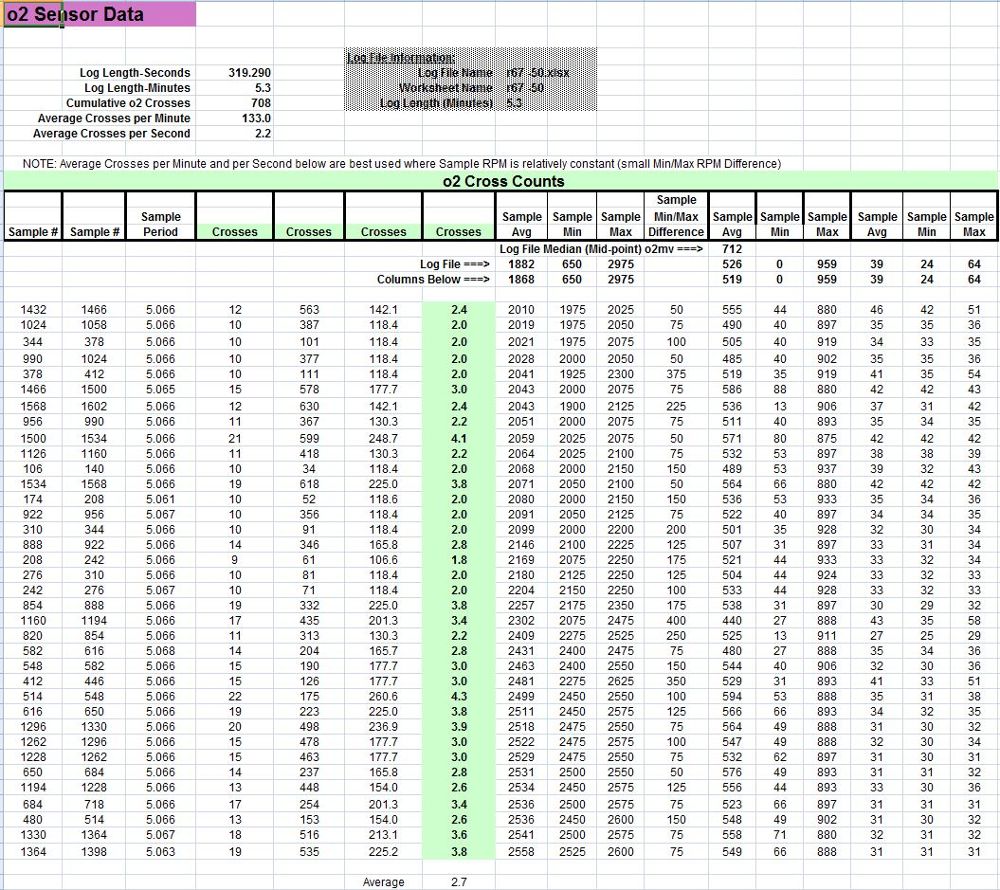 o2 Sensor Data
Log File Information:
Log Length-Seconds 319.290 Log File Name r67 -50.xlsx
Log Length-Minutes 5.3 Worksheet Name r67 -50
Cumulative o2 Crosses 708 Log Length (Minutes) 5.3
Average Crosses per Minute 133.0
Average Crosses per Second 2.2
NOTE: Average Crosses per Minute and per Second below are best used where Sample RPM is relatively constant (small Min/Max RPM Difference)
o2 Cross Counts
Sample
Sample Sample Sample Sample Min/Max Sample Sample Sample Sample Sample Sample
Sample # Sample # Period Crosses Crosses Crosses Crosses Avg Min Max Difference Avg Min Max Avg Min Max
Log File Median (Mid-point) o2mv ===> 712
Log File ===> 1882 650 2975 526 0 959 39 24 64
Columns Below ===> 1868 650 2975 519 0 959 39 24 64
1432 1466 5.066 12 563 142.1 2.4 2010 1975 2025 50 555 44 880 46 42 51
1024 1058 5.066 10 387 118.4 2.0 2019 1975 2050 75 490 40 897 35 35 36
344 378 5.066 10 101 118.4 2.0 2021 1975 2075 100 505 40 919 34 33 35
990 1024 5.066 10 377 118.4 2.0 2028 2000 2050 50 485 40 902 35 35 36
378 412 5.066 10 111 118.4 2.0 2041 1925 2300 375 519 35 919 41 35 54
1466 1500 5.065 15 578 177.7 3.0 2043 2000 2075 75 586 88 880 42 42 43
1568 1602 5.066 12 630 142.1 2.4 2043 1900 2125 225 536 13 906 37 31 42
956 990 5.066 11 367 130.3 2.2 2051 2000 2075 75 511 40 893 35 34 35
1500 1534 5.066 21 599 248.7 4.1 2059 2025 2075 50 571 80 875 42 42 42
1126 1160 5.066 11 418 130.3 2.2 2064 2025 2100 75 532 53 897 38 38 39
106 140 5.066 10 34 118.4 2.0 2068 2000 2150 150 489 53 937 39 32 43
1534 1568 5.066 19 618 225.0 3.8 2071 2050 2100 50 564 66 880 42 42 42
174 208 5.061 10 52 118.6 2.0 2080 2000 2150 150 536 53 933 35 34 36
922 956 5.067 10 356 118.4 2.0 2091 2050 2125 75 522 40 897 34 34 35
310 344 5.066 10 91 118.4 2.0 2099 2000 2200 200 501 35 928 32 30 34
888 922 5.066 14 346 165.8 2.8 2146 2100 2225 125 507 31 897 33 31 34
208 242 5.066 9 61 106.6 1.8 2169 2075 2250 175 521 44 933 33 32 34
276 310 5.066 10 81 118.4 2.0 2180 2125 2250 125 504 44 924 33 32 33
242 276 5.067 10 71 118.4 2.0 2204 2150 2250 100 533 44 928 33 32 33
854 888 5.066 19 332 225.0 3.8 2257 2175 2350 175 538 31 897 30 29 32
1160 1194 5.066 17 435 201.3 3.4 2302 2075 2475 400 440 27 888 43 35 58
820 854 5.066 11 313 130.3 2.2 2409 2275 2525 250 525 13 911 27 25 29
582 616 5.068 14 204 165.7 2.8 2431 2400 2475 75 480 27 888 35 34 36
548 582 5.066 15 190 177.7 3.0 2463 2400 2550 150 544 40 906 32 30 36
412 446 5.066 15 126 177.7 3.0 2481 2275 2625 350 529 31 893 41 33 51
514 548 5.066 22 175 260.6 4.3 2499 2450 2550 100 594 53 888 35 31 38
616 650 5.066 19 223 225.0 3.8 2511 2450 2575 125 566 66 893 34 32 35
1296 1330 5.066 20 498 236.9 3.9 2518 2475 2550 75 564 49 888 31 30 32
1262 1296 5.066 15 478 177.7 3.0 2522 2475 2575 100 547 49 888 32 30 34
1228 1262 5.066 15 463 177.7 3.0 2529 2475 2550 75 532 62 897 31 30 31
650 684 5.066 14 237 165.8 2.8 2531 2500 2550 50 576 49 893 31 31 32
1194 1228 5.066 13 448 154.0 2.6 2534 2450 2575 125 556 44 893 33 30 36
684 718 5.066 17 254 201.3 3.4 2536 2500 2575 75 523 66 897 31 31 31
480 514 5.066 13 153 154.0 2.6 2536 2450 2600 150 548 49 902 31 30 32
1330 1364 5.067 18 516 213.1 3.6 2541 2500 2575 75 558 71 880 32 31 32
1364 1398 5.063 19 535 225.2 3.8 2558 2525 2600 75 549 66 888 31 31 31
Average 2.7